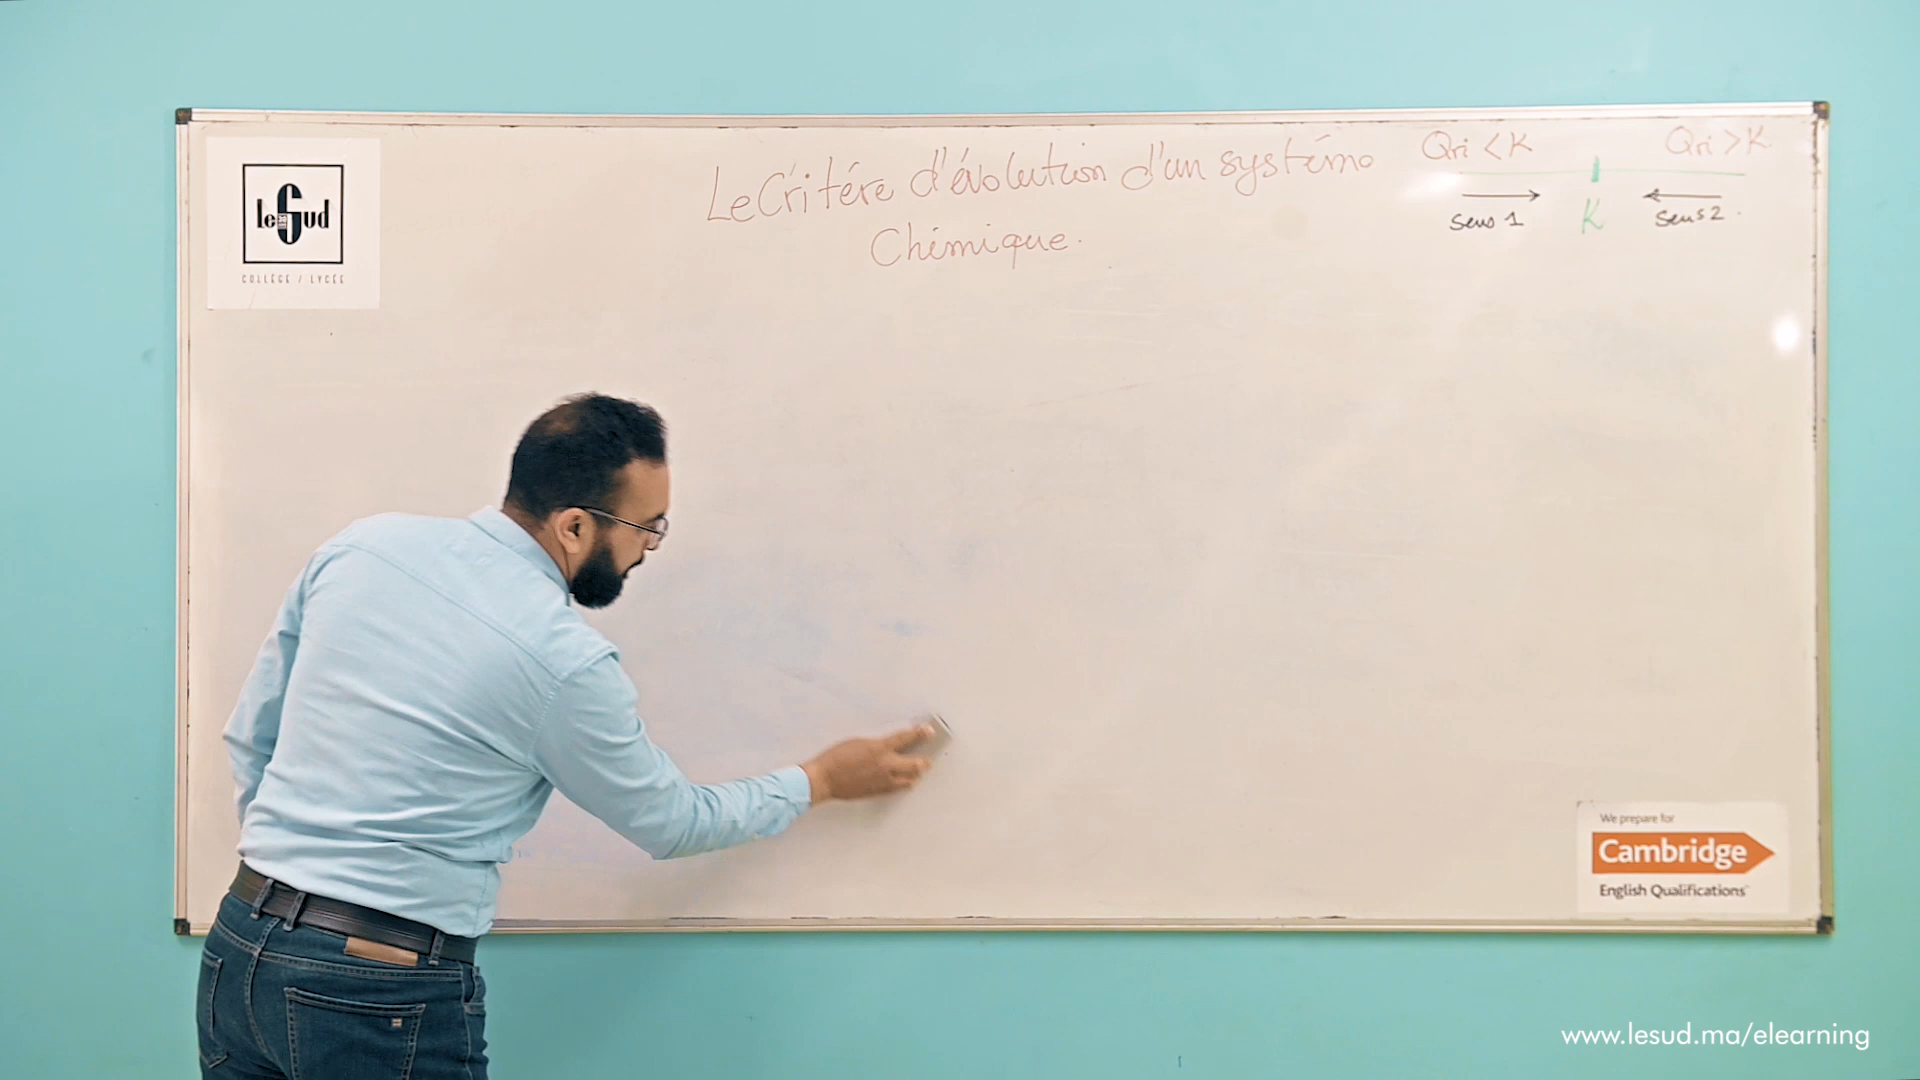 le Sud
COLLÈGE / LYCÉE
Le Critére d'évolution d'un systémo
Chimique.
Qri < K
Qri > K
sens 1
K
sens 2
We prepare for
Cambridge
English Qualifications
www.lesud.ma/elearning